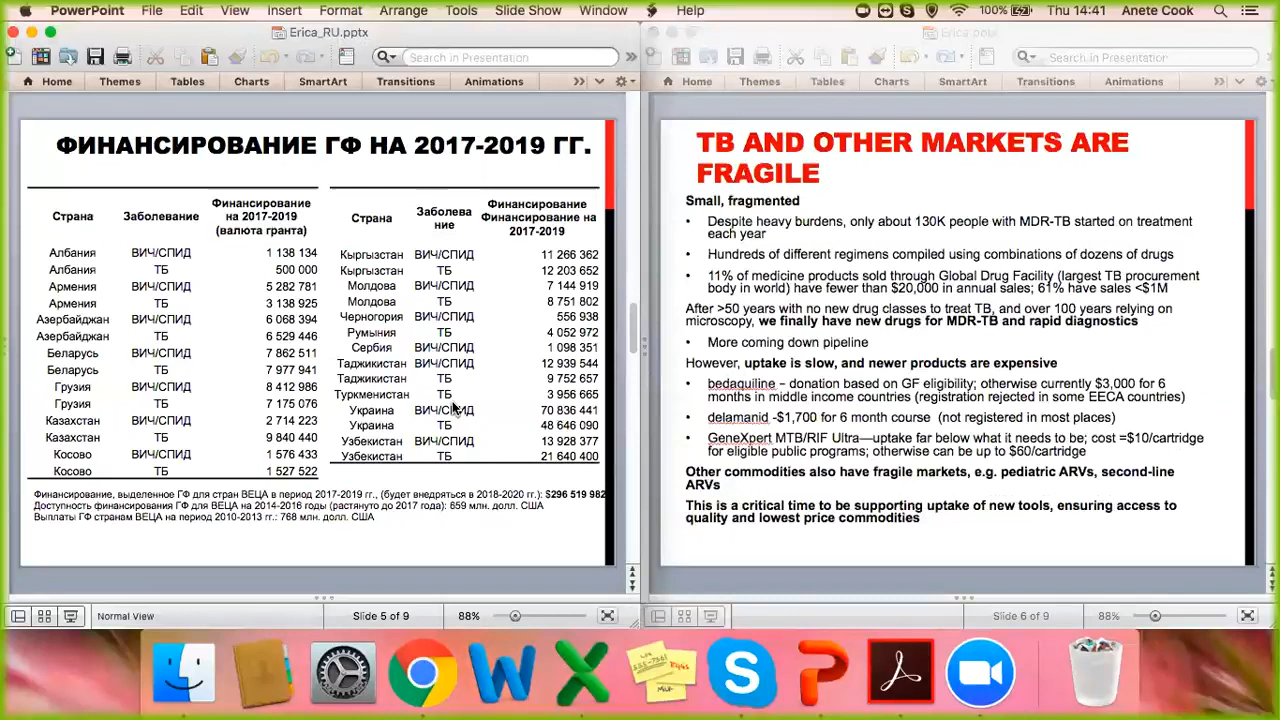 PowerPoint File Edit View Insert Format Arrange Tools Slide Show Window Help 100% Thu 14:41 Anete Cook
Erica_RU.pptx
Search in Presentation
Home Themes Tables Charts SmartArt Transitions Animations
ФИНАНСИРОВАНИЕ ГФ НА 2017-2019 ГГ.
Страна Заболевание Финансирование на 2017-2019 (валюта гранта)
Албания ВИЧ/СПИД 1 138 134
Албания ТБ 500 000
Армения ВИЧ/СПИД 5 282 781
Армения ТБ 3 138 925
Азербайджан ВИЧ/СПИД 6 068 394
Азербайджан ТБ 6 529 446
Беларусь ВИЧ/СПИД 7 862 511
Беларусь ТБ 7 977 941
Грузия ВИЧ/СПИД 8 412 986
Грузия ТБ 7 175 076
Казахстан ВИЧ/СПИД 2 714 223
Казахстан ТБ 9 840 440
Косово ВИЧ/СПИД 1 576 433
Косово ТБ 1 527 522
Страна Заболева ние Финансирование Финансирование на 2017-2019
Кыргызстан ВИЧ/СПИД 11 266 362
Кыргызстан ТБ 12 203 652
Молдова ВИЧ/СПИД 7 144 919
Молдова ТБ 8 751 802
Черногория ВИЧ/СПИД 556 938
Румыния ТБ 4 052 972
Сербия ВИЧ/СПИД 1 098 351
Таджикистан ВИЧ/СПИД 12 939 544
Таджикистан ТБ 9 752 657
Туркменистан ТБ 3 956 665
Украина ВИЧ/СПИД 70 836 441
Украина ТБ 48 646 090
Узбекистан ВИЧ/СПИД 13 928 377
Узбекистан ТБ 21 640 400
Финансирование, выделенное ГФ для стран ВЕЦА в период 2017-2019 гг., (будет внедряться в 2018-2020 гг.): $296 519 982
Доступность финансирования ГФ для ВЕЦА на 2014-2016 годы (растянуто до 2017 года): 659 млн. долл. США
Выплаты ГФ странам ВЕЦА на период 2010-2013 гг.: 768 млн. долл. США
Normal View Slide 5 of 9 88%
Erica.pptx
Search in Presentation
Home Themes Tables Charts SmartArt Transitions Animations
TB AND OTHER MARKETS ARE
FRAGILE
Small, fragmented
• Despite heavy burdens, only about 130K people with MDR-TB started on treatment
each year
• Hundreds of different regimens compiled using combinations of dozens of drugs
• 11% of medicine products sold through Global Drug Facility (largest TB procurement
body in world) have fewer than $20,000 in annual sales; 61% have sales <$1M
After >50 years with no new drug classes to treat TB, and over 100 years relying on
microscopy, we finally have new drugs for MDR-TB and rapid diagnostics
• More coming down pipeline
However, uptake is slow, and newer products are expensive
• bedaquiline – donation based on GF eligibility; otherwise currently $3,000 for 6
months in middle income countries (registration rejected in some EECA countries)
• delamanid -$1,700 for 6 month course (not registered in most places)
• GeneXpert MTB/RIF Ultra—uptake far below what it needs to be; cost =$10/cartridge
for eligible public programs; otherwise can be up to $60/cartridge
Other commodities also have fragile markets, e.g. pediatric ARVs, second-line
ARVs
This is a critical time to be supporting uptake of new tools, ensuring access to
quality and lowest price commodities
Slide 6 of 9 88%